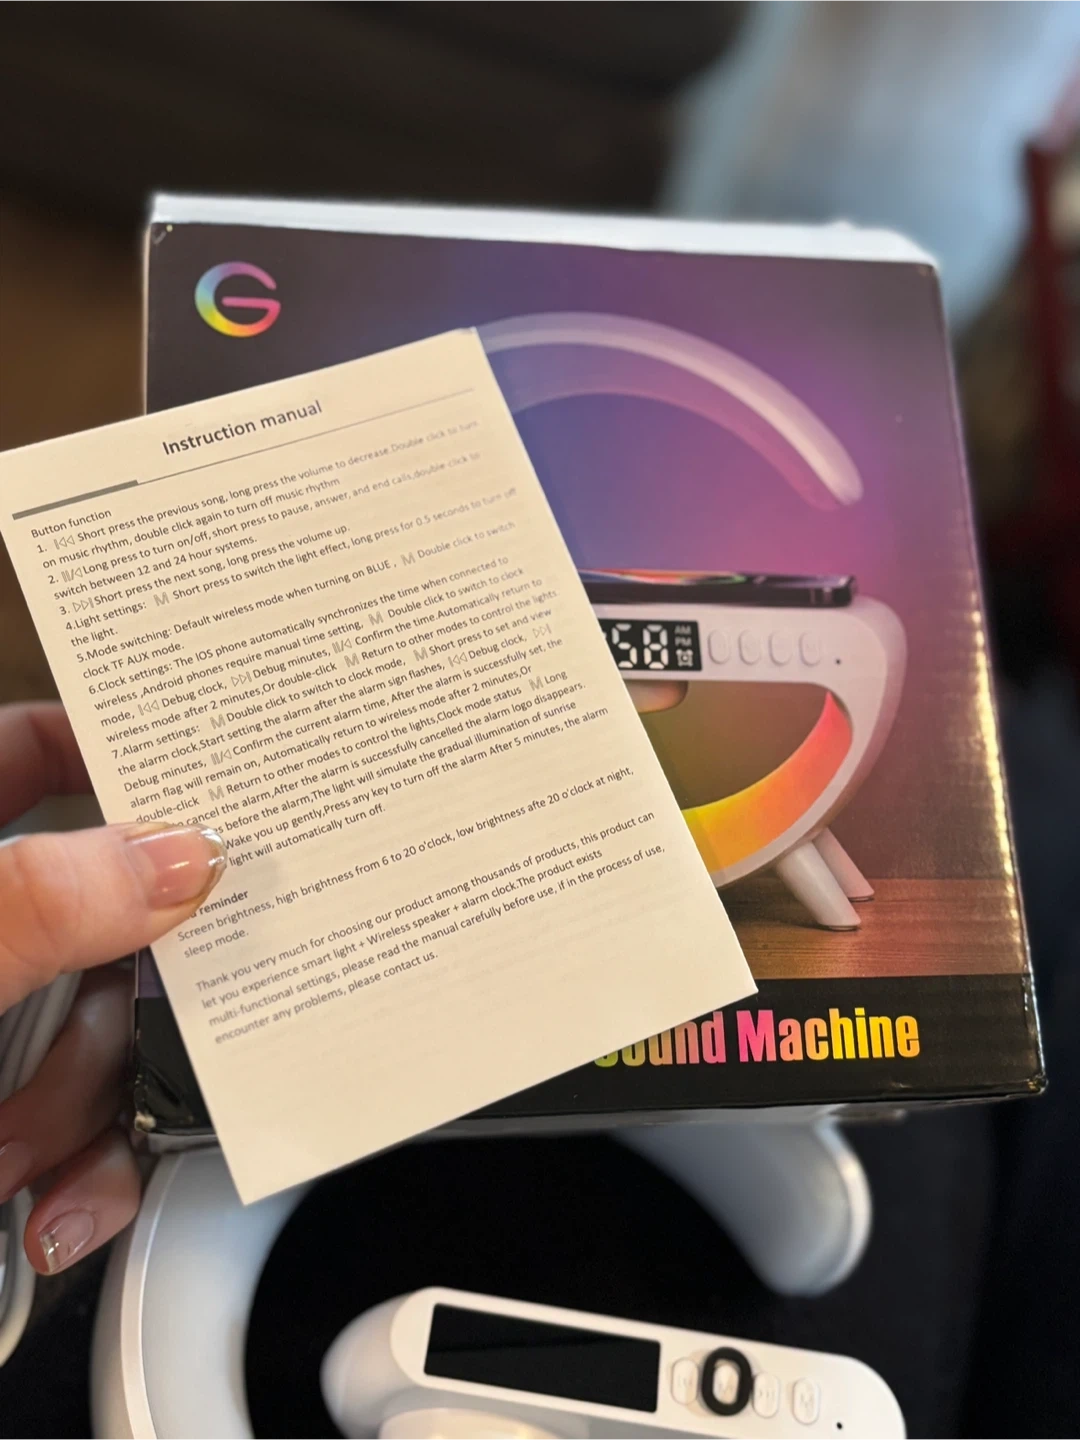 G
Instruction manual
Button function
1. |◁◁ Short press the previous song, long press the volume to decrease.Double click to turn
on music rhythm, double click again to turn off music rhythm
2. ||/◁ Long press to turn on/off, short press to pause, answer, and end calls,double click to
switch between 12 and 24 hour systems.
3. ▷▷| Short press the next song, long press the volume up.
4.Light settings: M Short press to switch the light effect, long press for 0.5 seconds to turn off
the light.
5.Mode switching: Default wireless mode when turning on BLUE , M Double click to switch
clock TF AUX mode.
6.Clock settings: The IOS phone automatically synchronizes the time when connected to
wireless ,Android phones require manual time setting, M Double click to switch to clock
mode, |◁◁ Debug clock, ▷▷| Debug minutes, ||/◁ Confirm the time.Automatically return to
wireless mode after 2 minutes,Or double-click M Return to other modes to control the lights.
7.Alarm settings: M Double click to switch to clock mode, M Short press to set and view
the alarm clock,Start setting the alarm after the alarm sign flashes, |◁◁ Debug clock, ▷▷|
Debug minutes, ||/◁ Confirm the current alarm time, After the alarm is successfully set, the
alarm flag will remain on, Automatically return to wireless mode after 2 minutes,Or
double-click M Return to other modes to control the lights,Clock mode status M Long
cancel the alarm,After the alarm is successfully cancelled the alarm logo disappears.
before the alarm,The light will simulate the gradual illumination of sunrise
Wake you up gently,Press any key to turn off the alarm After 5 minutes, the alarm
light will automatically turn off.
reminder
Screen brightness, high brightness from 6 to 20 o'clock, low brightness afte 20 o'clock at night,
sleep mode.
Thank you very much for choosing our product among thousands of products, this product can
let you experience smart light + Wireless speaker + alarm clock.The product exists
multi-functional settings, please read the manual carefully before use, if in the process of use,
encounter any problems, please contact us.
58 AM
PM
Sound Machine
M